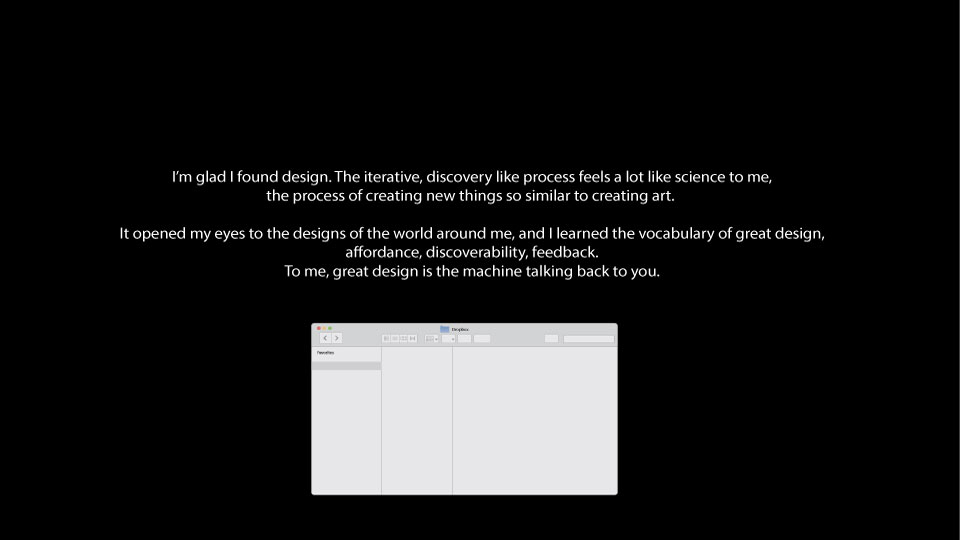 I'm glad I found design. The iterative, discovery like process feels a lot like science to me,
the process of creating new things so similar to creating art.
It opened my eyes to the designs of the world around me, and I learned the vocabulary of great design,
affordance, discoverability, feedback.
To me, great design is the machine talking back to you.
Dropbox
Favorites